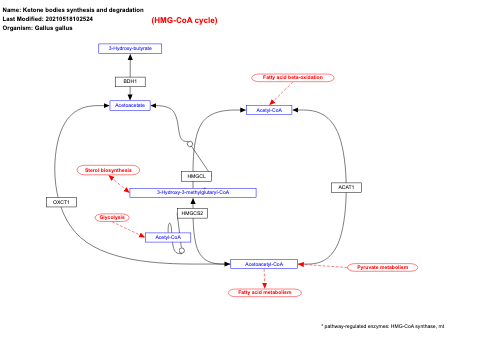 Name: Ketone bodies synthesis and degradation
Last Modified: 20210518102524
Organism: Gallus gallus
(HMG-CoA cycle)
3-Hydroxy-butyrate
BDH1
Fatty acid beta-oxidation
Acetoacetate
Acetyl-CoA
Sterol biosynthesis
HMGCL
3-Hydroxy-3-methylglutaryl-CoA
ACAT1
OXCT1
HMGCS2
Glycolysis
Acetyl-CoA
Acetoacetyl-CoA
Pyruvate metabolism
Fatty acid metabolism
* pathway-regulated enzymes: HMG-CoA synthase, mt